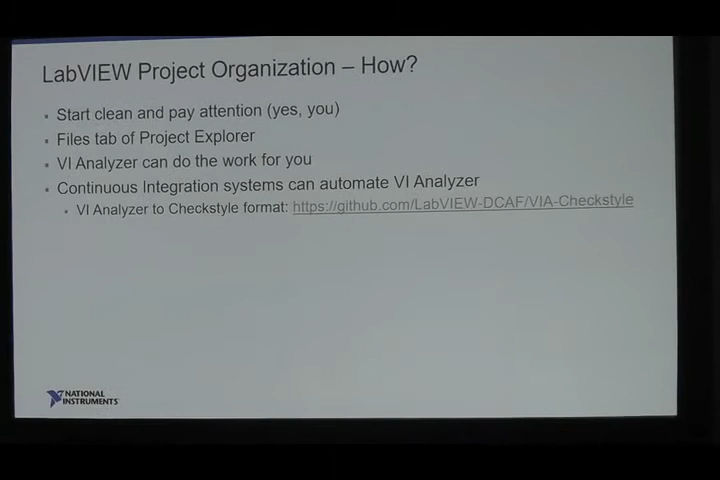 LabVIEW Project Organization – How?
Start clean and pay attention (yes, you)
Files tab of Project Explorer
VI Analyzer can do the work for you
Continuous Integration systems can automate VI Analyzer
VI Analyzer to Checkstyle format: https://github.com/LabVIEW-DCAF/VIA-Checkstyle
NATIONAL
INSTRUMENTS